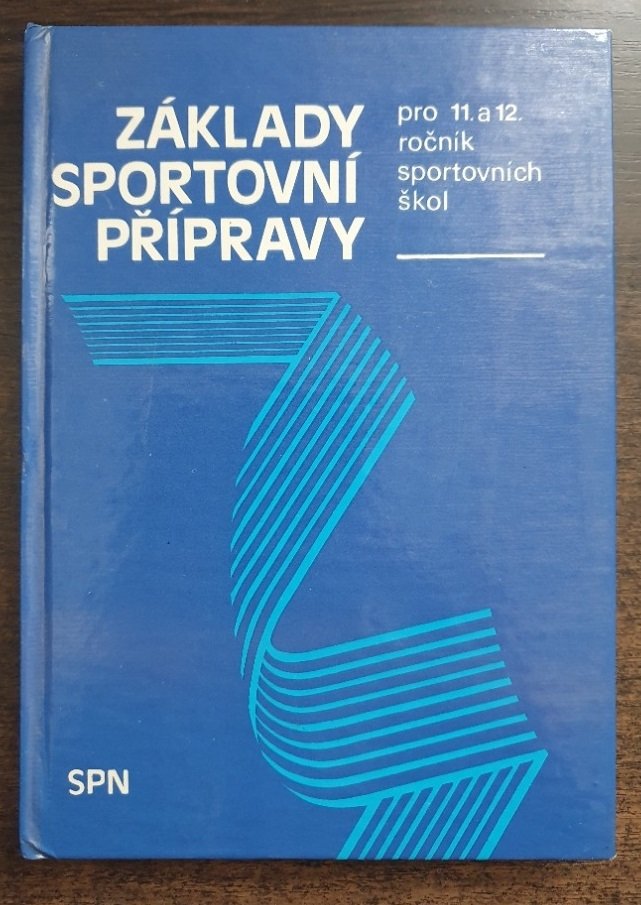 ZÁKLADY
SPORTOVNÍ
PŘÍPRAVY
pro 11. a 12.
ročník
sportovních
škol
SPN